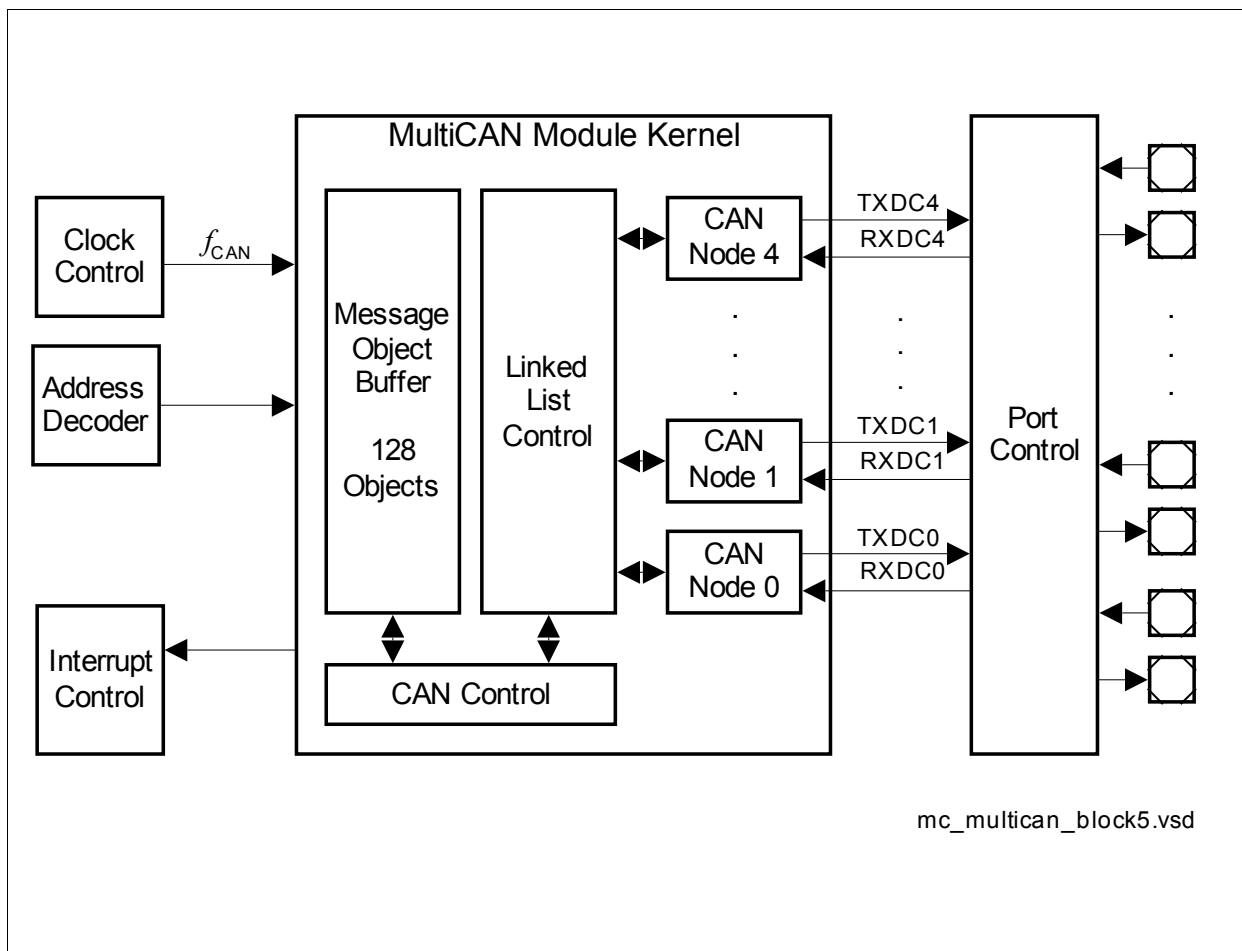 MultiCAN Module Kernel
Clock
Control
fCAN
Address
Decoder
Interrupt
Control
Message
Object
Buffer
128
Objects
Linked
List
Control
CAN Control
CAN
Node 4
CAN
Node 1
CAN
Node 0
TXDC4
RXDC4
TXDC1
RXDC1
TXDC0
RXDC0
Port
Control
mc_multican_block5.vsd